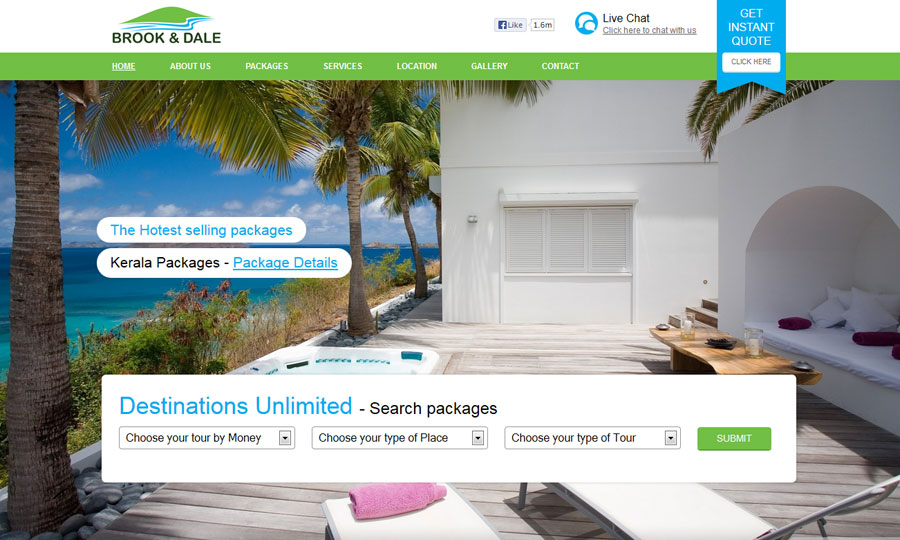 BROOK & DALE
Like 1.6m
Live Chat
Click here to chat with us
GET
INSTANT
QUOTE
CLICK HERE
HOME ABOUT US PACKAGES SERVICES LOCATION GALLERY CONTACT
The Hotest selling packages
Kerala Packages - Package Details
Destinations Unlimited - Search packages
Choose your tour by Money Choose your type of Place Choose your type of Tour SUBMIT